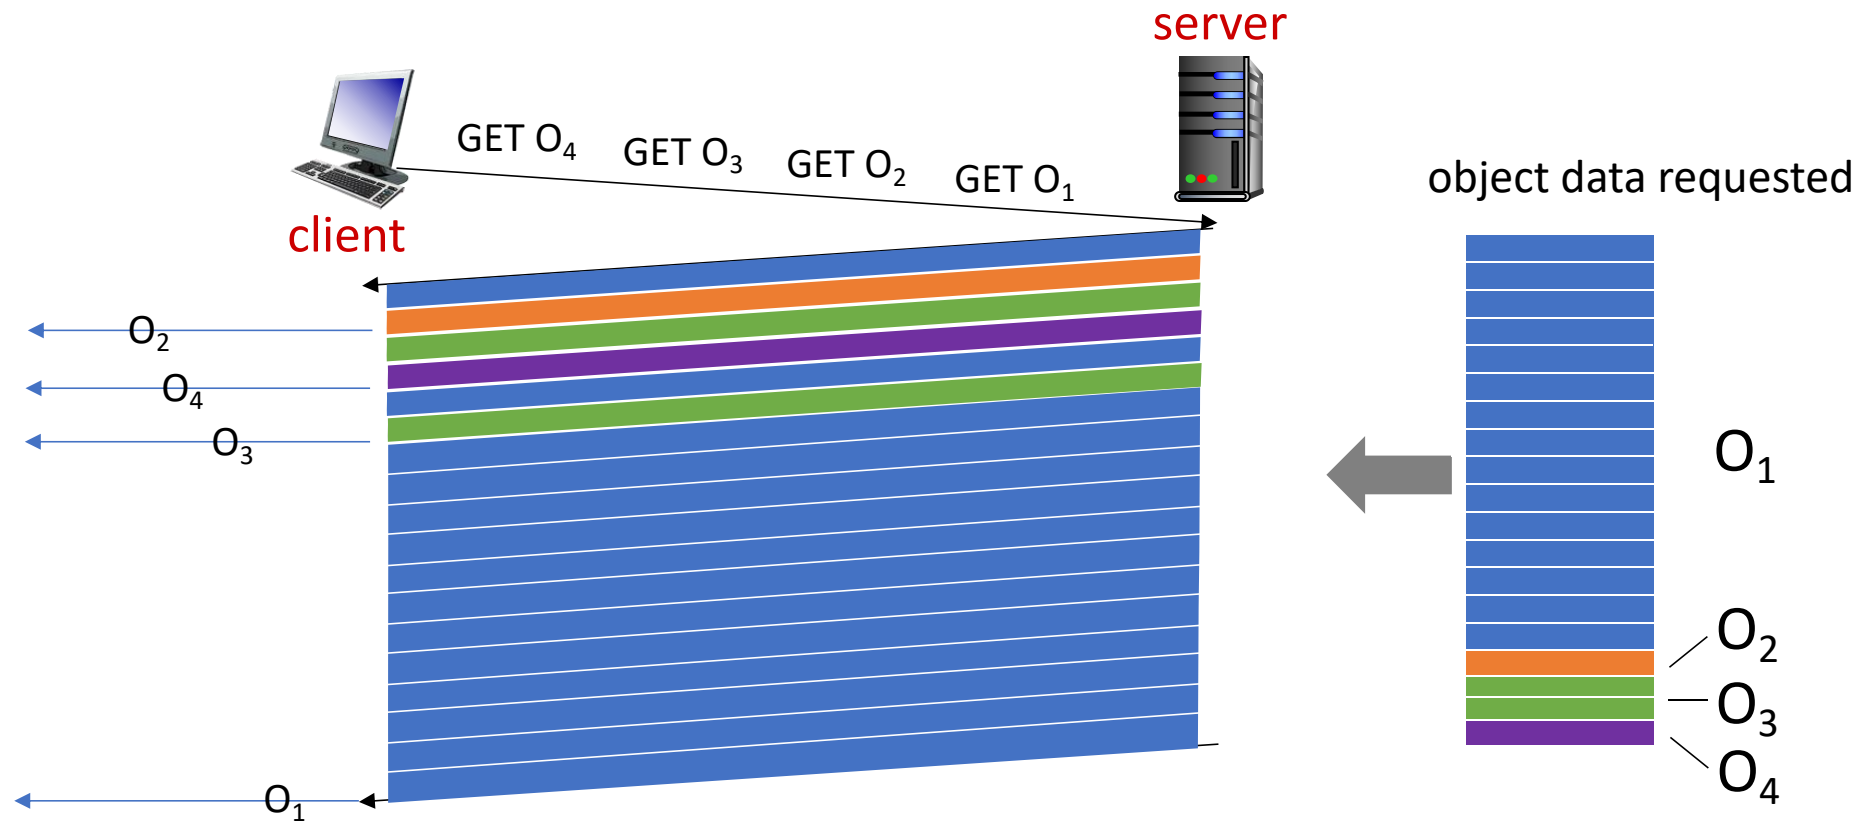 server
GET O4
GET O3
GET O2
GET O1
object data requested
client
O2
O4
O3
O1
O1
O2
O3
O4